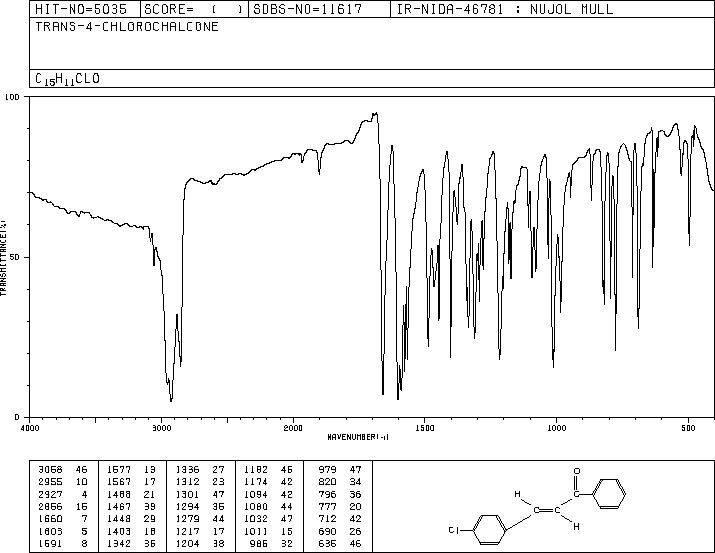 HIT-NO=5035 SCORE= ( ) SDBS-NO=11617 IR-NIDA-46781 : NUJOL MULL
TRANS-4-CHLOROCHALCONE
C15H11CLO
100
TRANSMITTANCE(%)
50
0
4000 3000 2000 1500 1000 500
WAVENUMBER(-1)
3058 46 1577 13 1336 27 1182 46 979 47
2955 10 1567 17 1312 23 1174 42 820 34
2927 4 1488 21 1301 47 1094 42 796 36
2866 15 1467 39 1294 35 1080 44 777 20
1660 7 1448 29 1279 44 1032 47 712 42
1603 5 1403 18 1217 17 1011 15 690 26
1591 8 1342 35 1204 38 986 32 635 46
O
H C
C C
Cl H